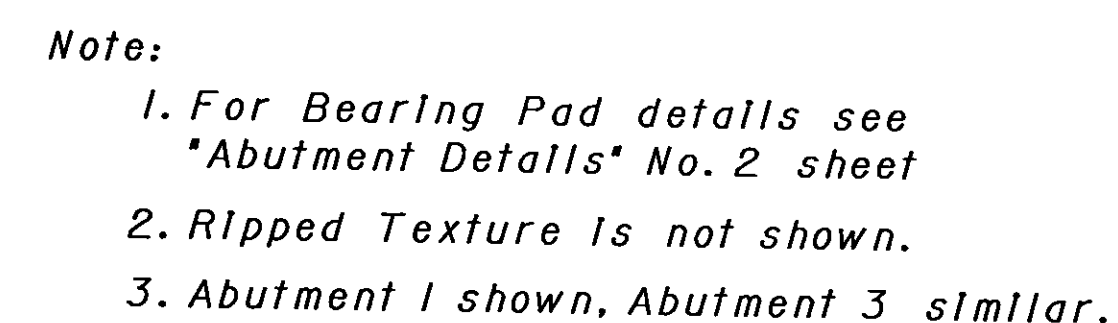 Note:
1. For Bearing Pad details see
"Abutment Details" No. 2 sheet
2. Ripped Texture is not shown.
3. Abutment 1 shown, Abutment 3 similar.